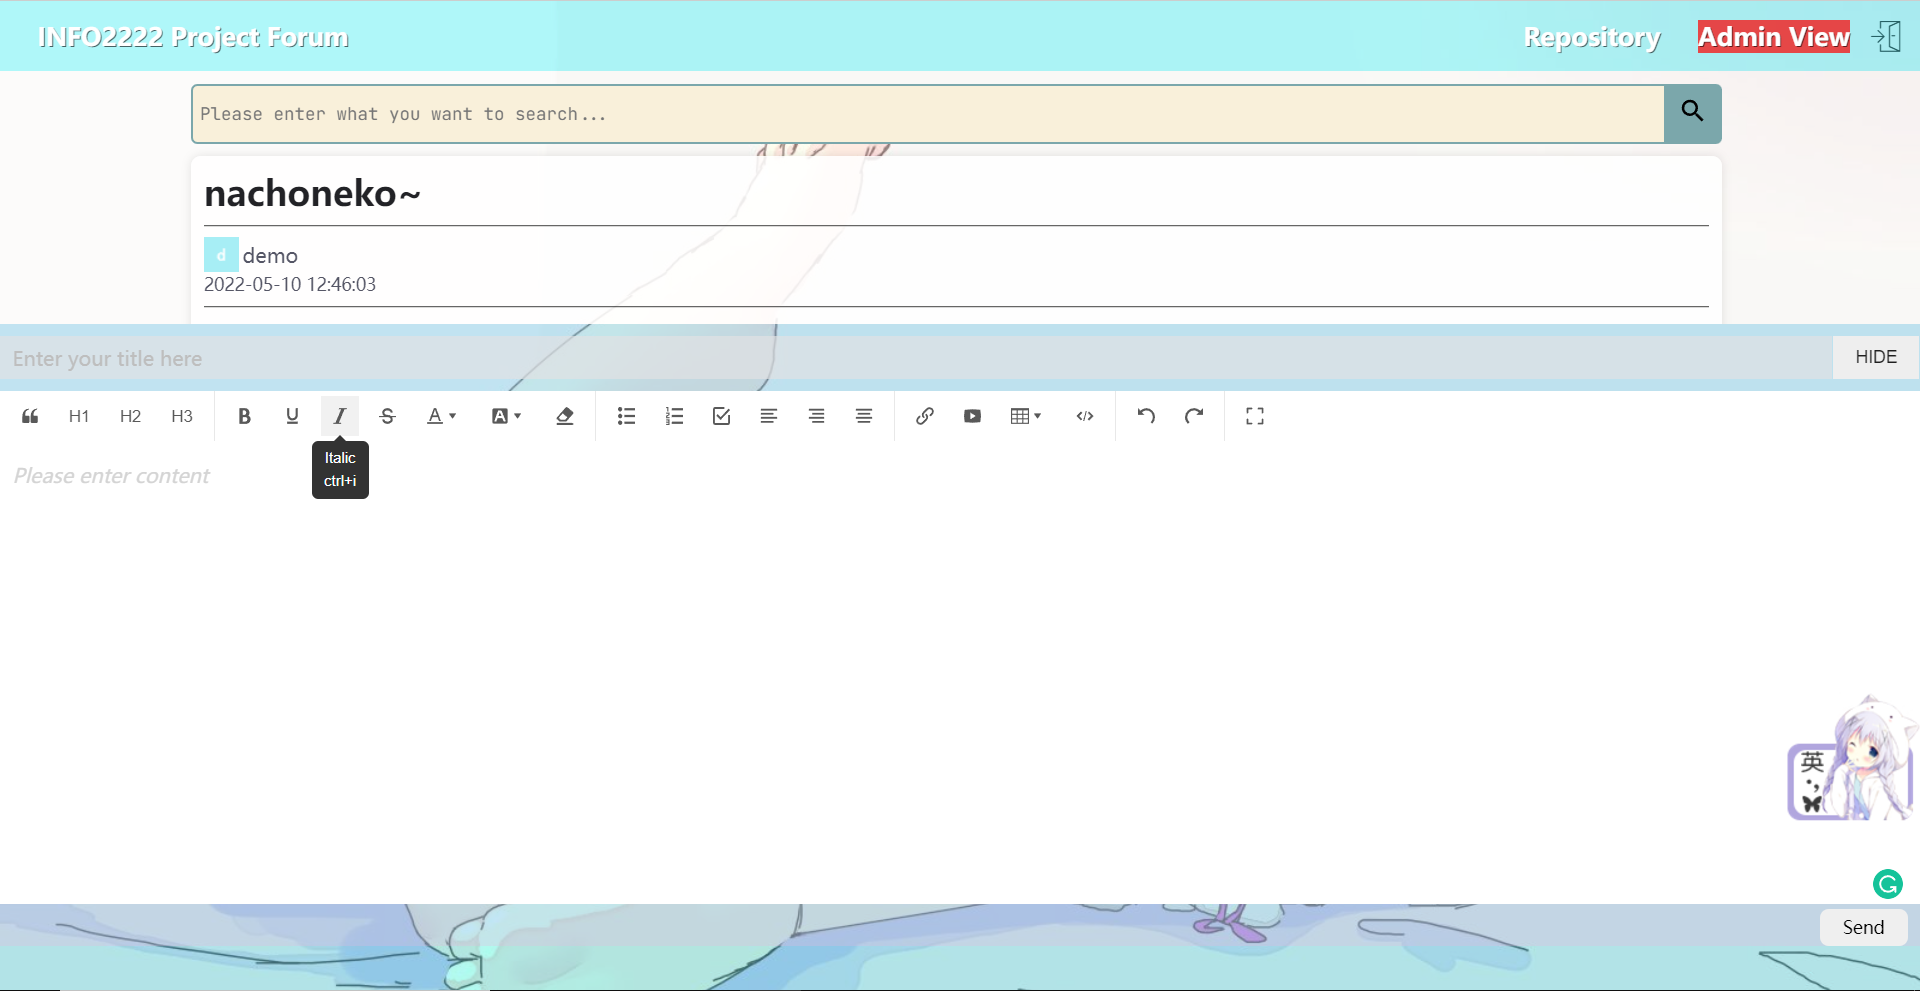 INFO2222 Project Forum
Repository
Admin View
Please enter what you want to search...
nachoneko~
d demo
2022-05-10 12:46:03
Enter your title here
HIDE
H1 H2 H3 B U I S A A
Italic
ctrl+i
Please enter content
英
Send